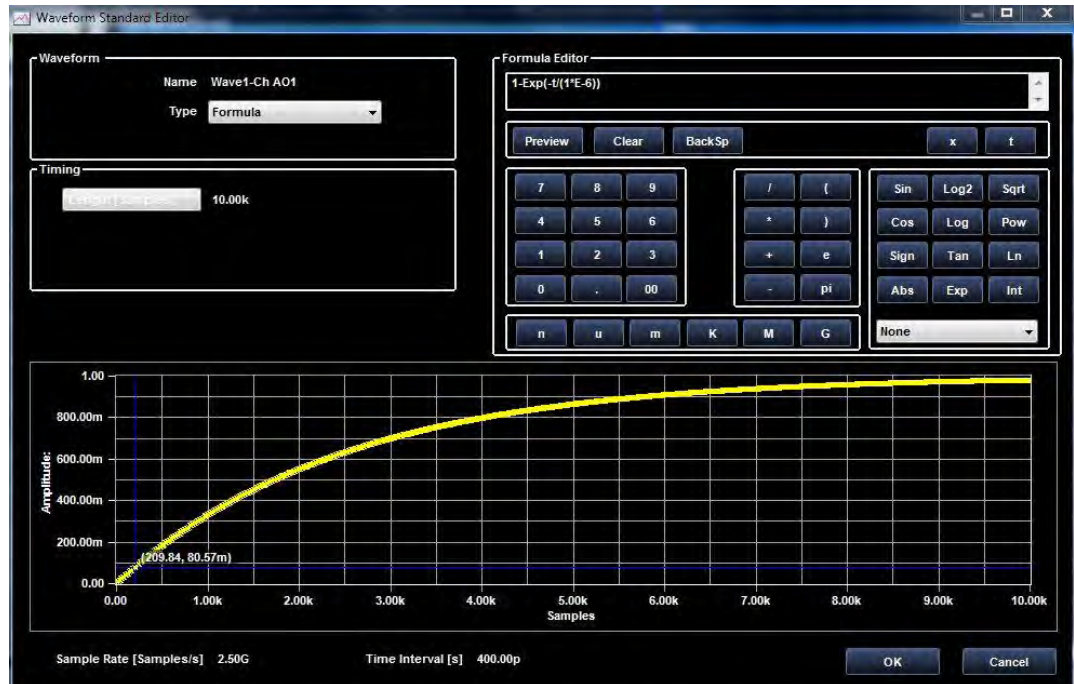 Waveform Standard Editor
Waveform
Name Wave1-Ch AO1
Type Formula
Timing
Length [Samples] 10.00k
Formula Editor
1-Exp(-t/(1*E-6))
Preview Clear BackSp x t
7 8 9 / ( Sin Log2 Sqrt
4 5 6 * ) Cos Log Pow
1 2 3 + e Sign Tan Ln
0 . 00 - pi Abs Exp Int
n u m K M G None
1.00
800.00m
600.00m
400.00m
200.00m
0.00
Amplitude:
(209.84, 80.57m)
0.00 1.00k 2.00k 3.00k 4.00k 5.00k 6.00k 7.00k 8.00k 9.00k 10.00k
Samples
Sample Rate [Samples/s] 2.50G Time Interval [s] 400.00p OK Cancel